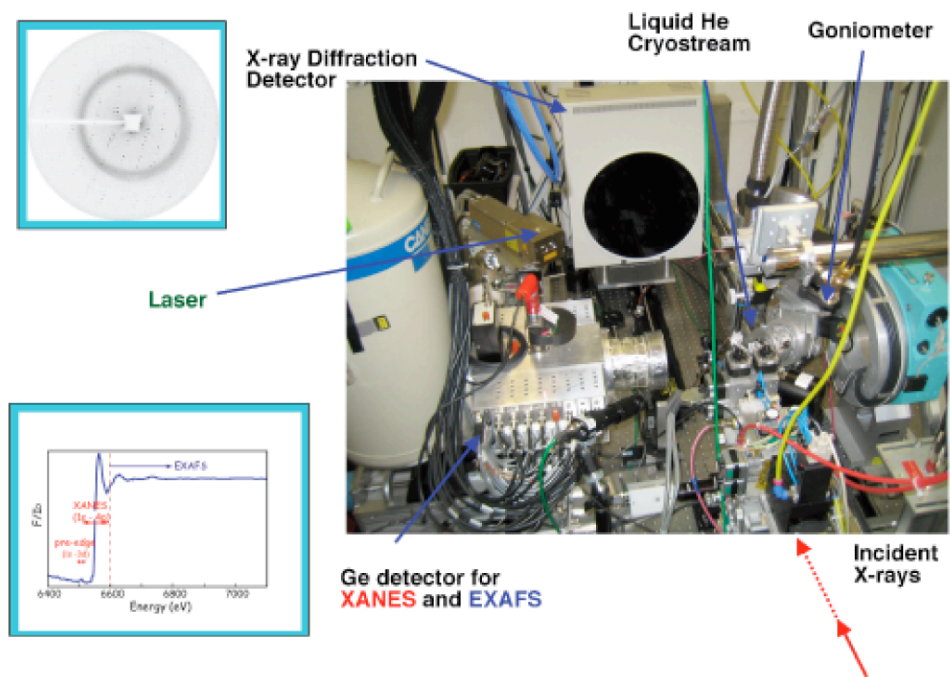 Liquid He
Cryostream
Goniometer
X-ray Diffraction
Detector
Laser
EXAFS
XANES
(1s - 4p)
pre-edge
(1s -3d)
F/I₀
6400
6600
6800
7000
Energy (eV)
Ge detector for
XANES and EXAFS
Incident
X-rays